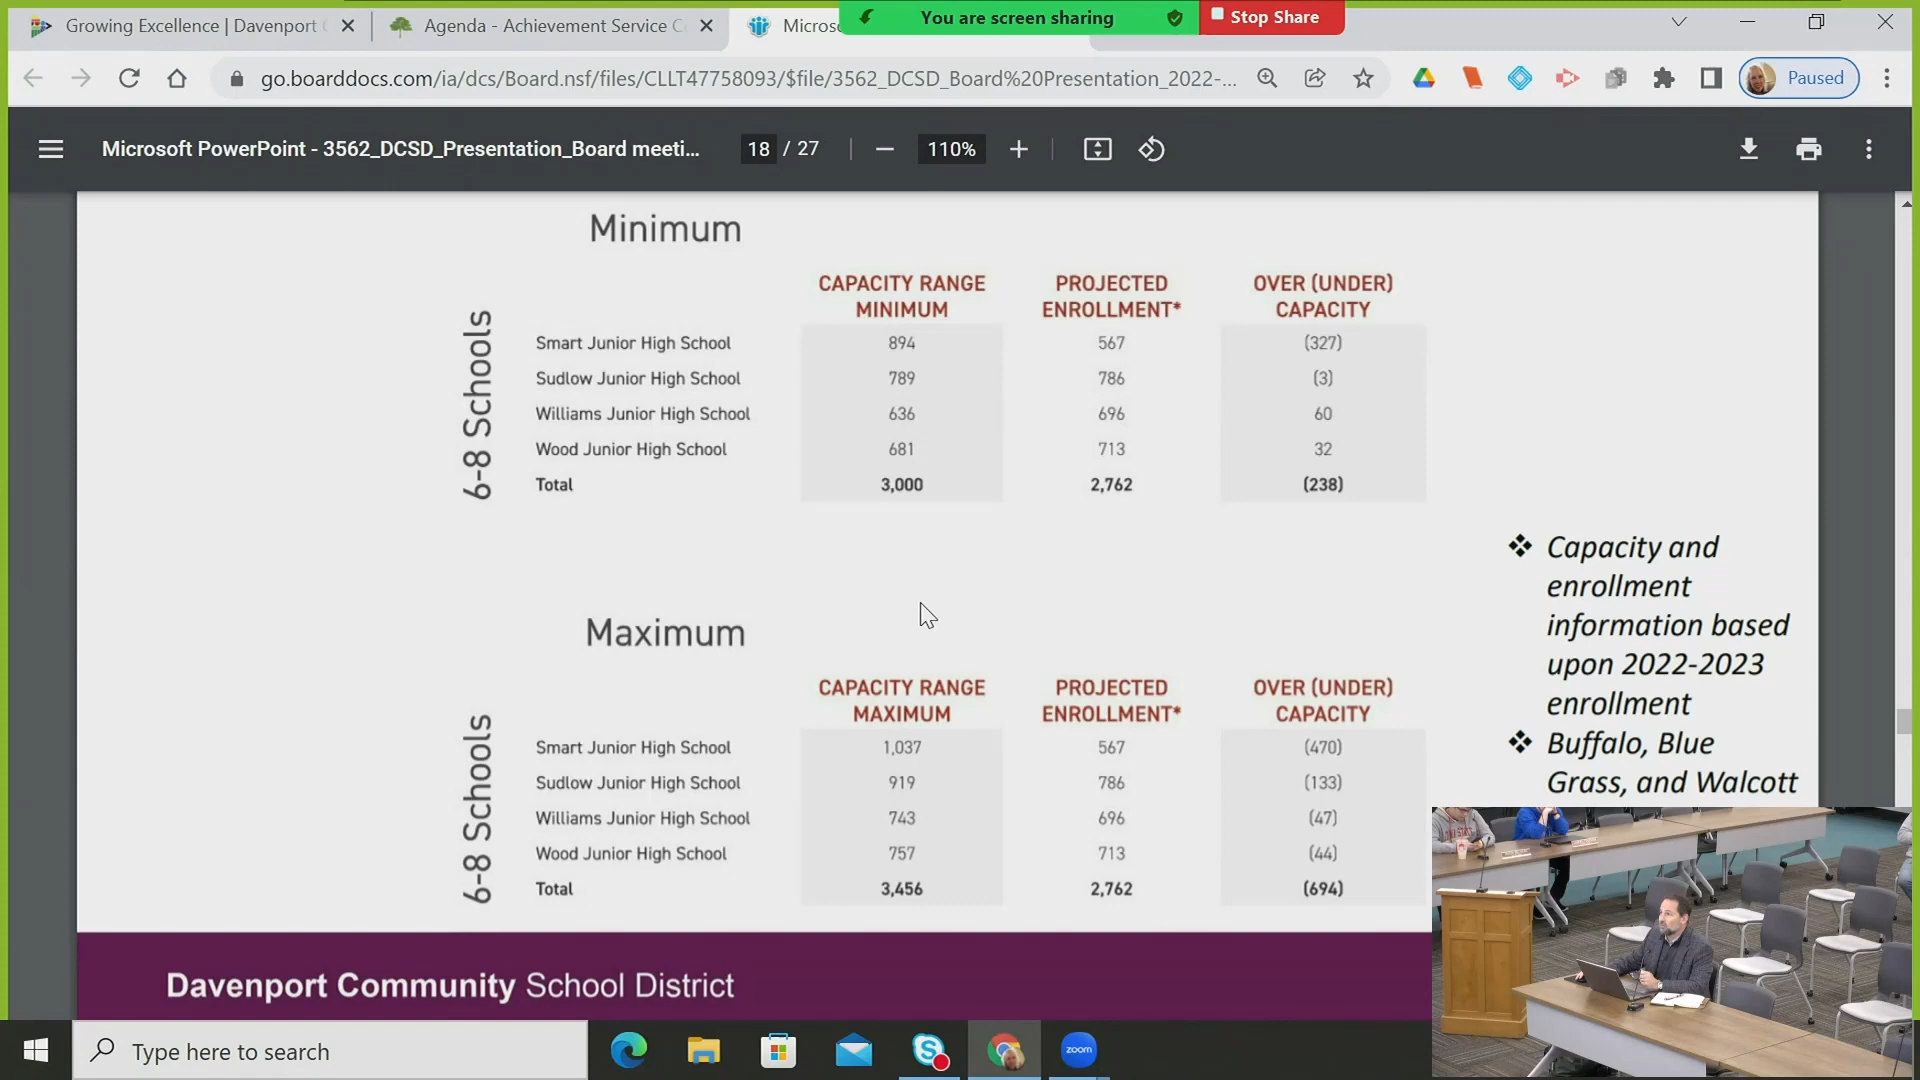 You are screen sharing
Stop Share
Growing Excellence | Davenport
Agenda - Achievement Service C
Microso
go.boarddocs.com/ia/dcs/Board.nsf/files/CLLT47758093/$file/3562_DCSD_Board%20Presentation_2022-...
Paused
Microsoft PowerPoint - 3562_DCSD_Presentation_Board meeti...
18 / 27
110%
Minimum
6-8 Schools
CAPACITY RANGE MINIMUM PROJECTED ENROLLMENT* OVER (UNDER) CAPACITY
Smart Junior High School 894 567 (327)
Sudlow Junior High School 789 786 (3)
Williams Junior High School 636 696 60
Wood Junior High School 681 713 32
Total 3,000 2,762 (238)
Maximum
6-8 Schools
CAPACITY RANGE MAXIMUM PROJECTED ENROLLMENT* OVER (UNDER) CAPACITY
Smart Junior High School 1,037 567 (470)
Sudlow Junior High School 919 786 (133)
Williams Junior High School 743 696 (47)
Wood Junior High School 757 713 (44)
Total 3,456 2,762 (694)
❖ Capacity and
enrollment
information based
upon 2022-2023
enrollment
❖ Buffalo, Blue
Grass, and Walcott
Davenport Community School District
Type here to search
zoom